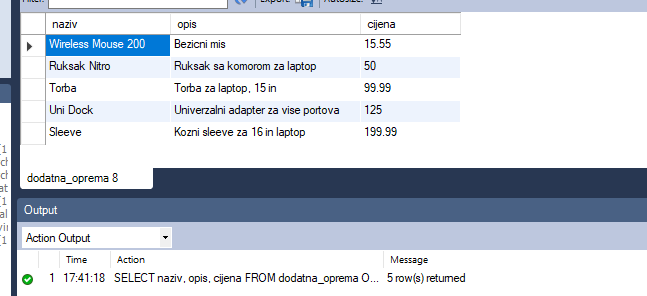 Filter: Export: Autosize:
naziv opis cijena
Wireless Mouse 200 Bezicni mis 15.55
Ruksak Nitro Ruksak sa komorom za laptop 50
Torba Torba za laptop, 15 in 99.99
Uni Dock Univerzalni adapter za vise portova 125
Sleeve Kozni sleeve za 16 in laptop 199.99
dodatna_oprema 8
Output
Action Output
Time Action Message
1 17:41:18 SELECT naziv, opis, cijena FROM dodatna_oprema O... 5 row(s) returned